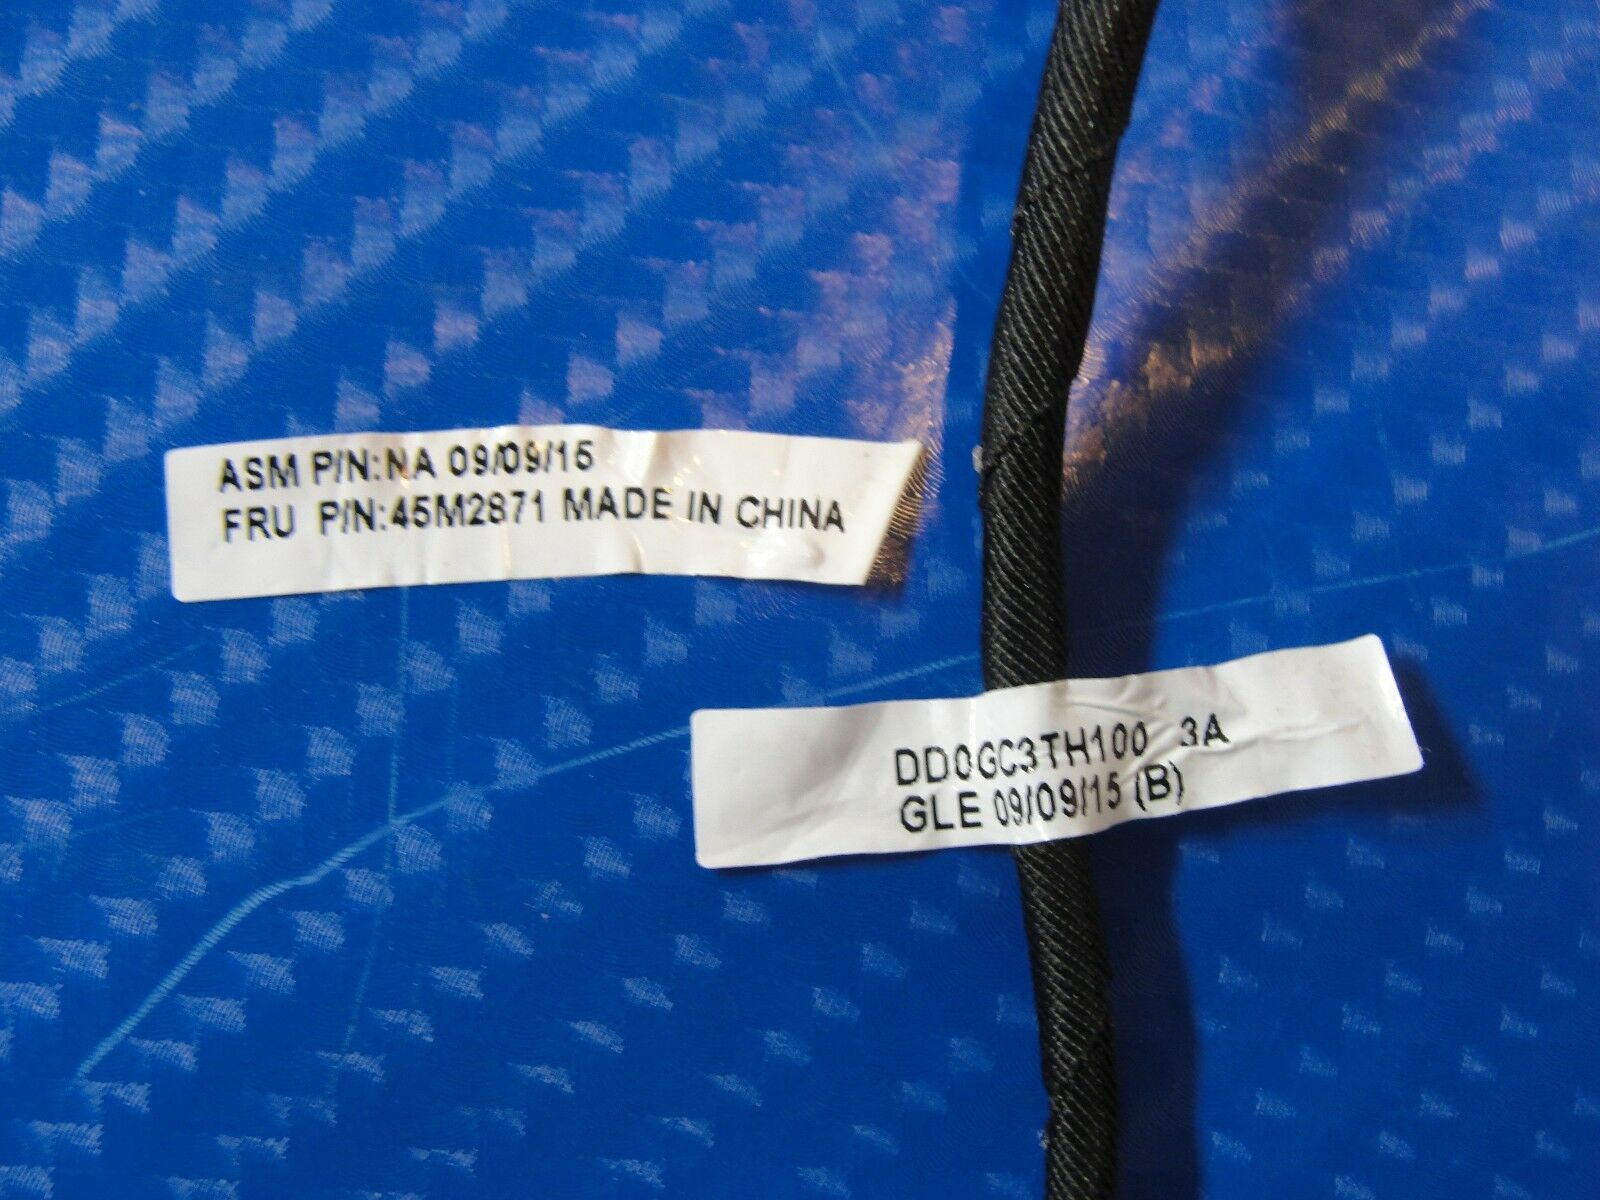 ASM P/N:NA 09/09/15
FRU P/N:45M2871 MADE IN CHINA
DD0GC3TH100 3A
GLE 09/09/15 (B)